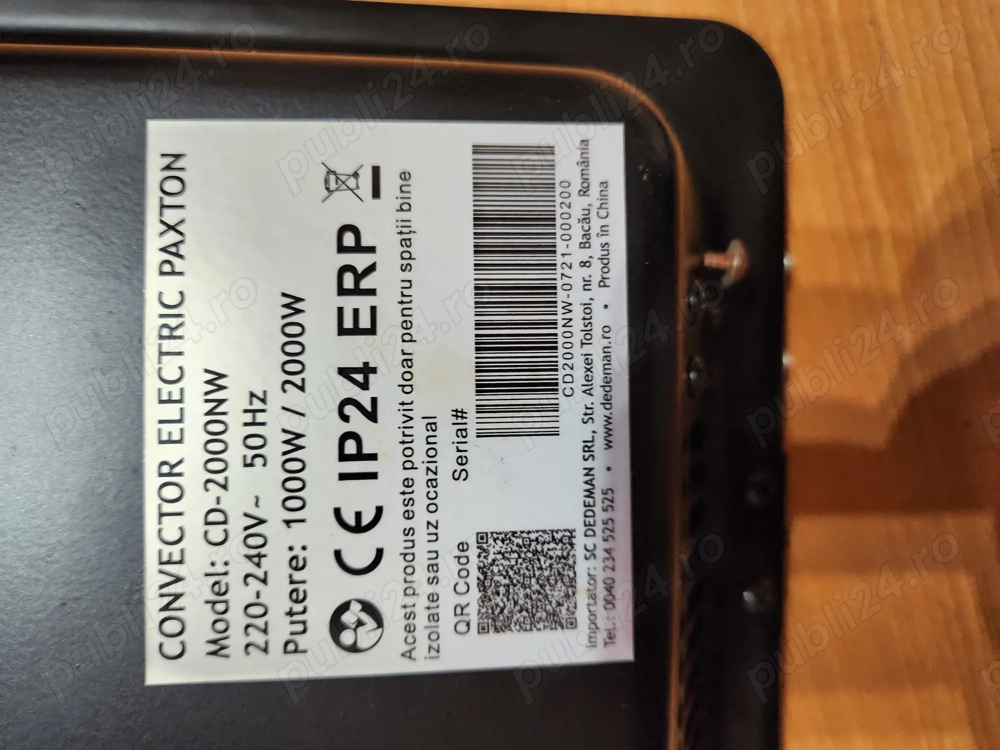 CONVECTOR ELECTRIC PAXTON
Model: CD-2000NW
220-240V~ 50Hz
Putere: 1000W / 2000W
CE IP24 ERP
Acest produs este potrivit doar pentru spații bine
izolate sau uz ocazional
QR Code Serial#
CD2000NW-0721-000200
Importator: SC DEDEMAN SRL, Str. Alexei Tolstoi, nr. 8, Bacău, România
Tel.: 0040 234 525 525 • www.dedeman.ro • Produs în China
publi24.ro